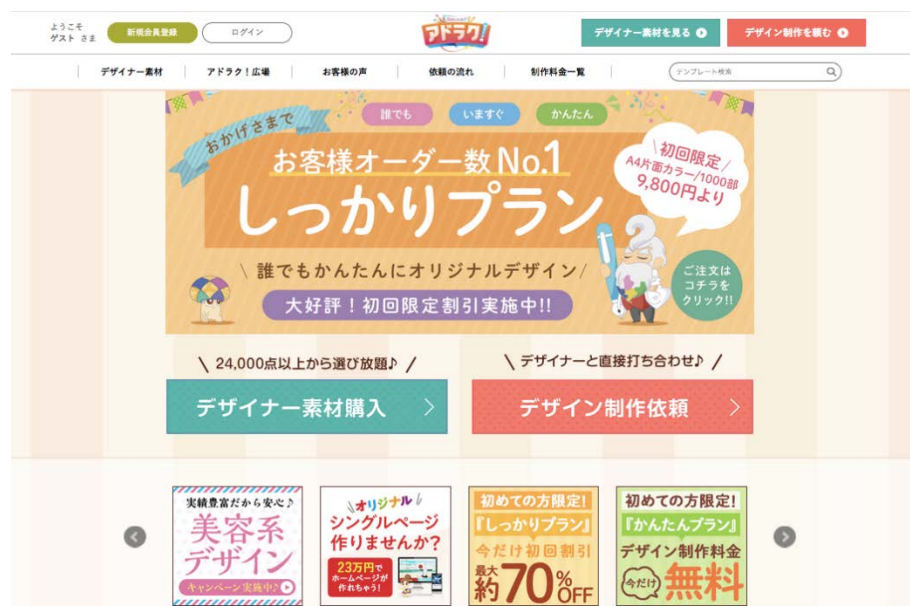 ようこそ
ゲスト さま
新規会員登録
ログイン
アドラク!
デザイナー素材を見る
デザイン制作を頼む
デザイナー素材
アドラク!広場
お客様の声
依頼の流れ
制作料金一覧
テンプレート検索
おかげさまで
誰でも
いますぐ
かんたん
お客様オーダー数 No.1
しっかりプラン
初回限定
A4片面カラー/1000部
9,800円より
\ 誰でもかんたんにオリジナルデザイン /
大好評!初回限定割引実施中!!
ご注文は
コチラを
クリック!!
\ 24,000点以上から選び放題♪ /
デザイナー素材購入
\ デザイナーと直接打ち合わせ♪ /
デザイン制作依頼
実績豊富だから安心♪
美容系
デザイン
キャンペーン実施中♪
オリジナル
シングルページ
作りませんか?
23万円で
ホームページが
作れちゃう!
初めての方限定!
『しっかりプラン』
今だけ初回割引
最大
約70%OFF
初めての方限定!
『かんたんプラン』
デザイン制作料金
今だけ
無料